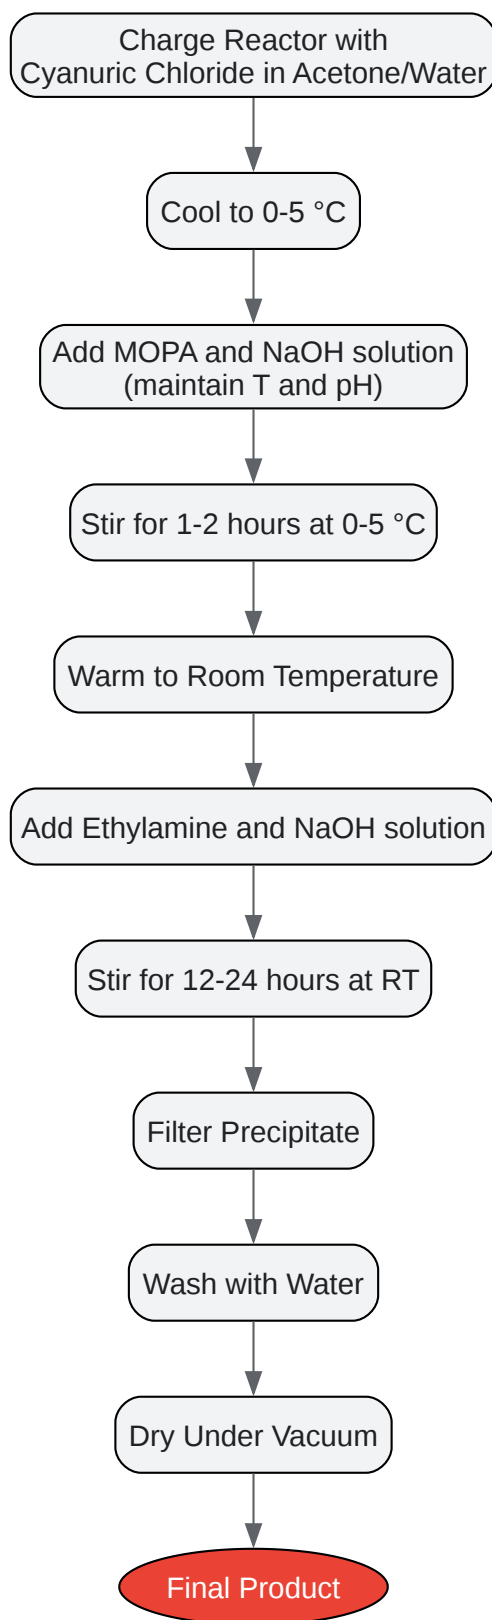 Charge Reactor with
Cyanuric Chloride in Acetone/Water
Cool to 0-5 °C
Add MOPA and NaOH solution
(maintain T and pH)
Stir for 1-2 hours at 0-5 °C
Warm to Room Temperature
Add Ethylamine and NaOH solution
Stir for 12-24 hours at RT
Filter Precipitate
Wash with Water
Dry Under Vacuum
Final Product